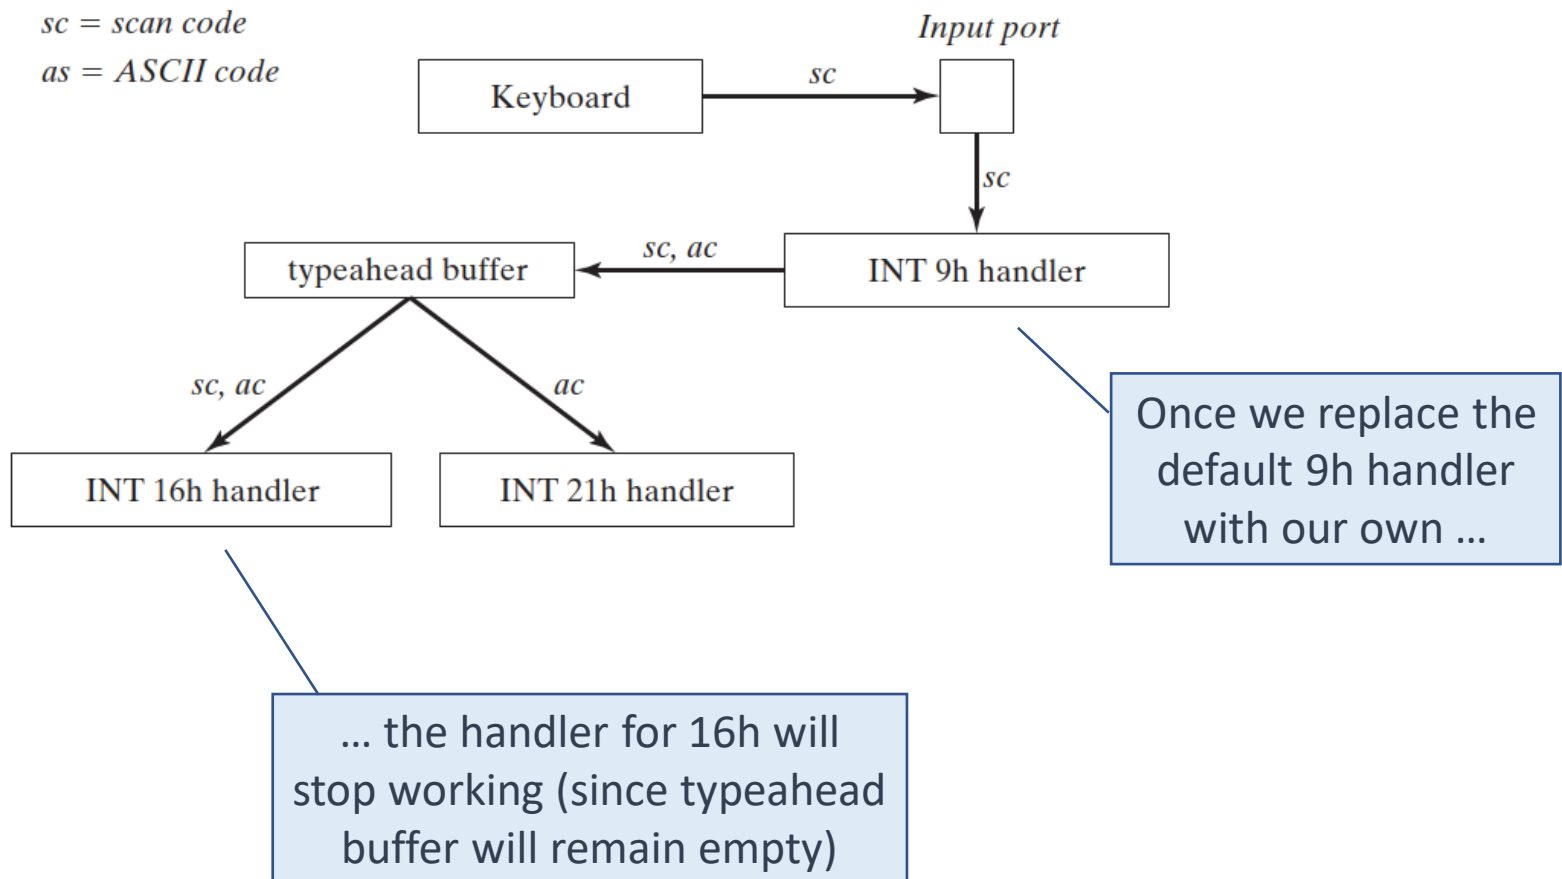 sc = scan code
as = ASCII code
Input port
Keyboard
sc
sc
typeahead buffer
sc, ac
INT 9h handler
sc, ac
ac
INT 16h handler
INT 21h handler
Once we replace the
default 9h handler
with our own ...
... the handler for 16h will
stop working (since typeahead
buffer will remain empty)